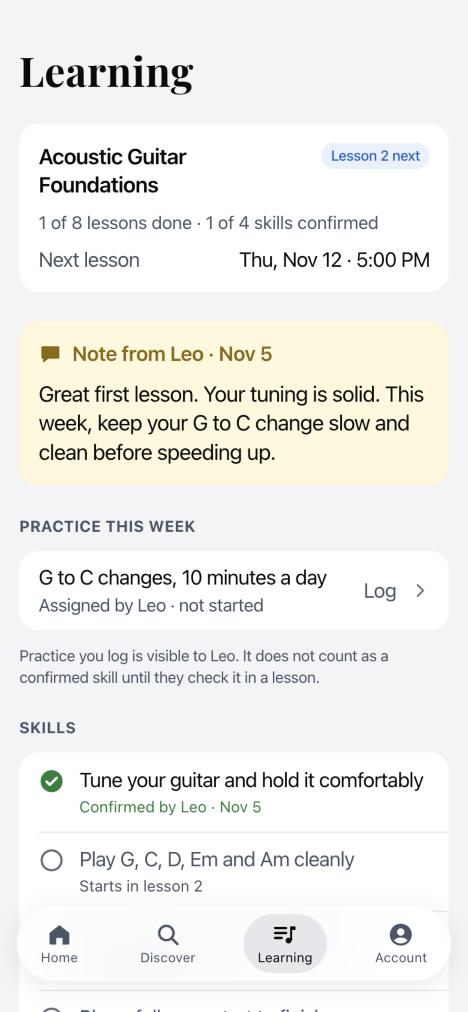 Learning
Acoustic Guitar
Foundations
Lesson 2 next
1 of 8 lessons done · 1 of 4 skills confirmed
Next lesson
Thu, Nov 12 · 5:00 PM
Note from Leo · Nov 5
Great first lesson. Your tuning is solid. This
week, keep your G to C change slow and
clean before speeding up.
PRACTICE THIS WEEK
G to C changes, 10 minutes a day
Assigned by Leo · not started
Log
Practice you log is visible to Leo. It does not count as a
confirmed skill until they check it in a lesson.
SKILLS
Tune your guitar and hold it comfortably
Confirmed by Leo · Nov 5
Play G, C, D, Em and Am cleanly
Starts in lesson 2
Home
Discover
Learning
Account